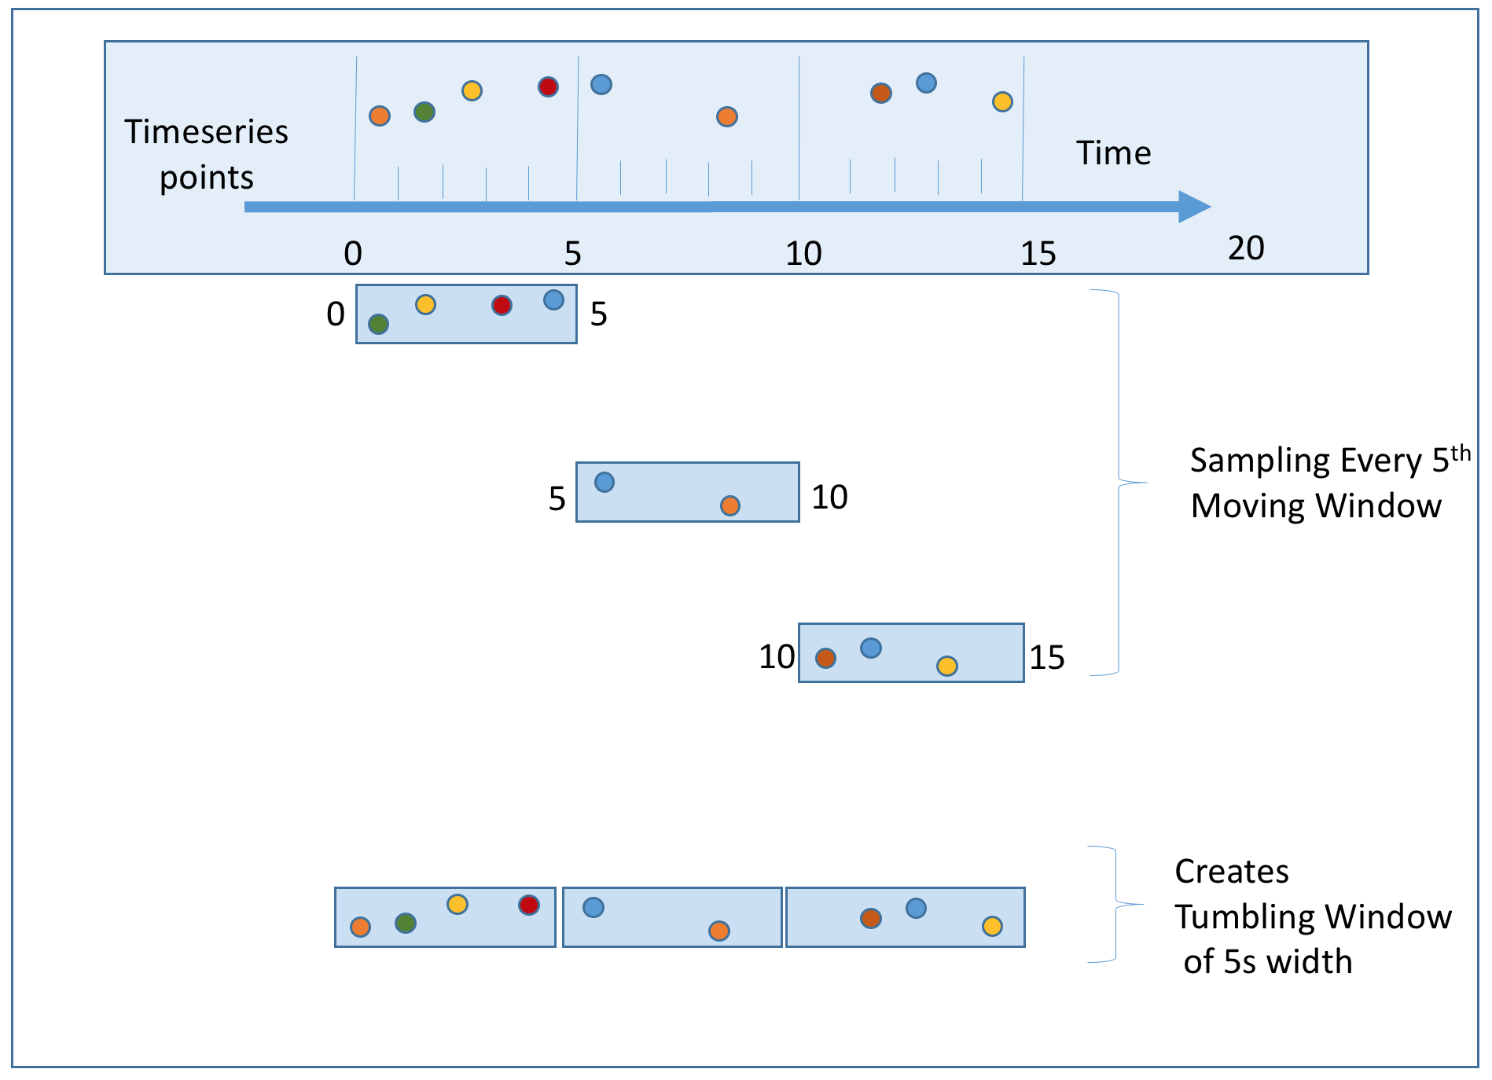 Timeseries
points
Time
0 5 10 15 20
0 5
5 10
10 15
Sampling Every 5th
Moving Window
Creates
Tumbling Window
of 5s width